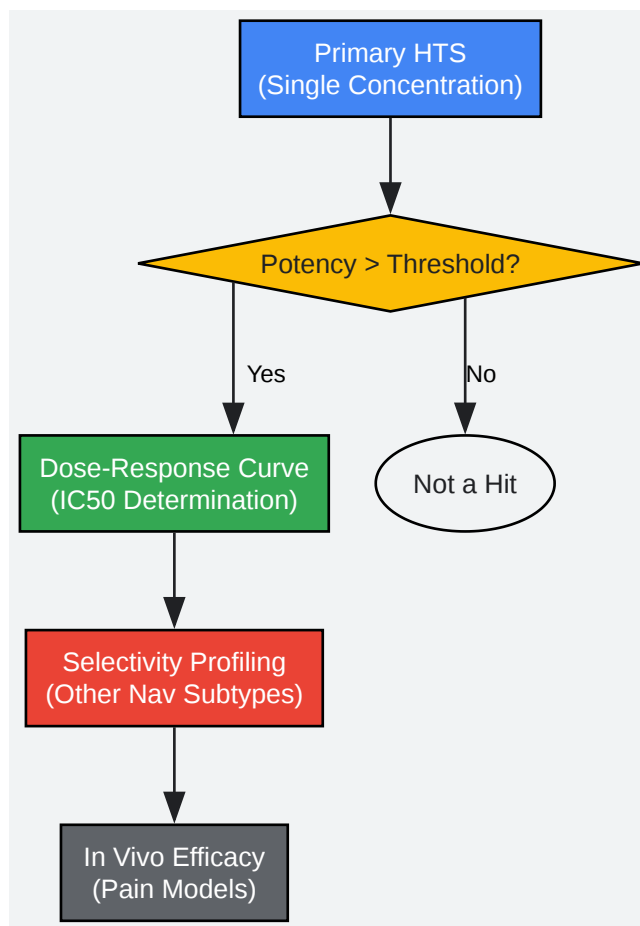 Primary HTS
(Single Concentration)
Potency > Threshold?
Yes
No
Dose-Response Curve
(IC50 Determination)
Not a Hit
Selectivity Profiling
(Other Nav Subtypes)
In Vivo Efficacy
(Pain Models)